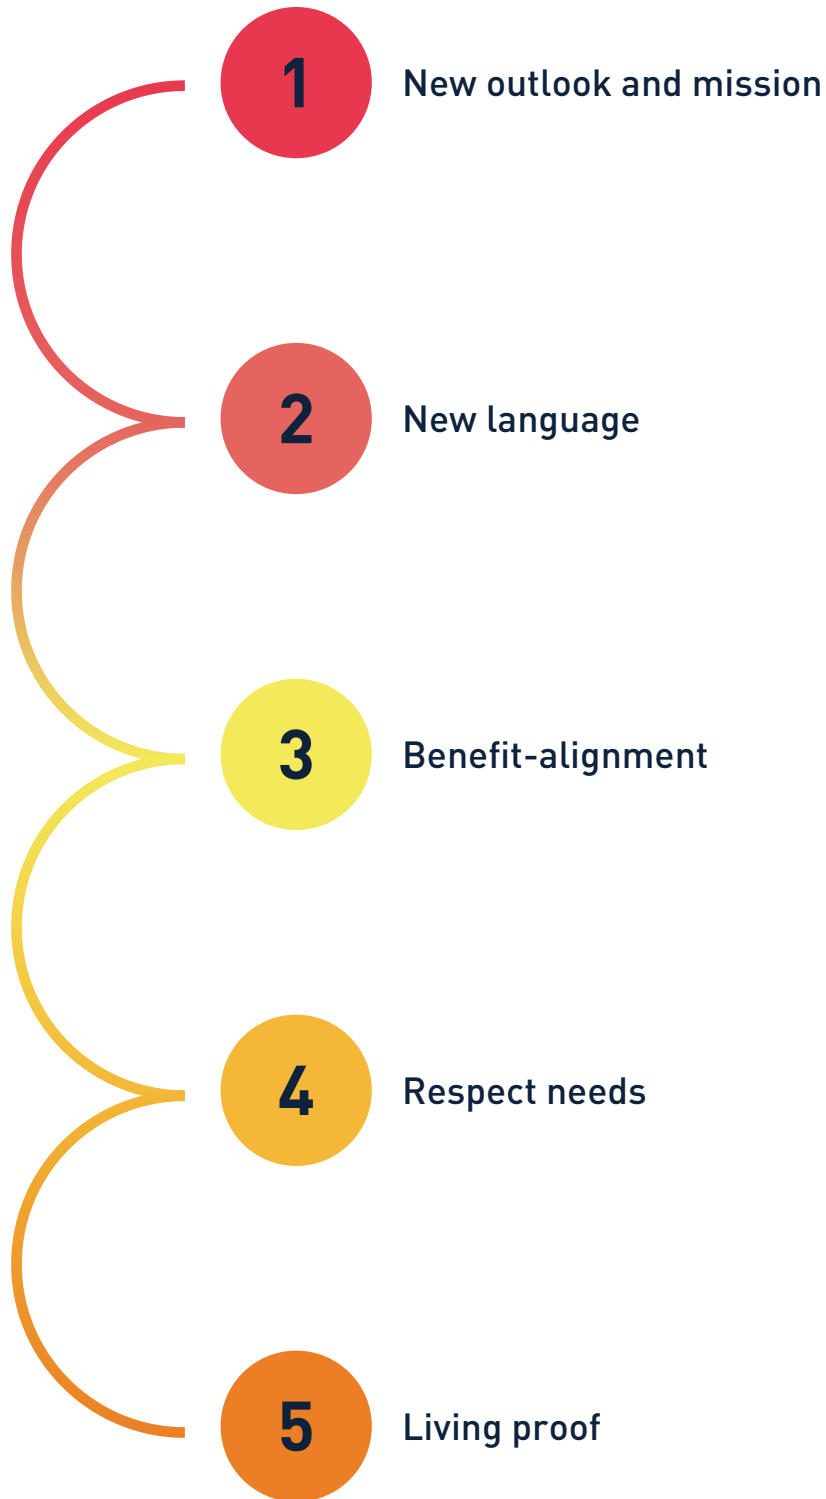 1 New outlook and mission
2 New language
3 Benefit-alignment
4 Respect needs
5 Living proof